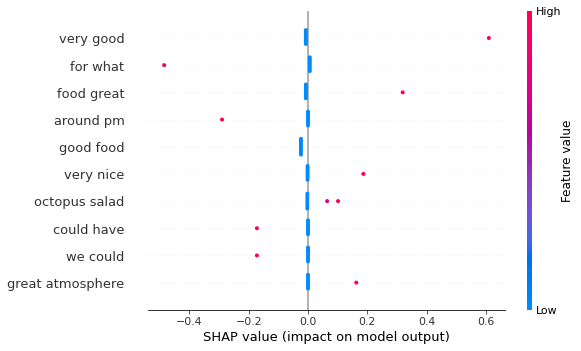 High
very good
for what
food great
around pm
good food
very nice
octopus salad
could have
we could
great atmosphere
Feature value
Low
−0.4 −0.2 0.0 0.2 0.4 0.6
SHAP value (impact on model output)